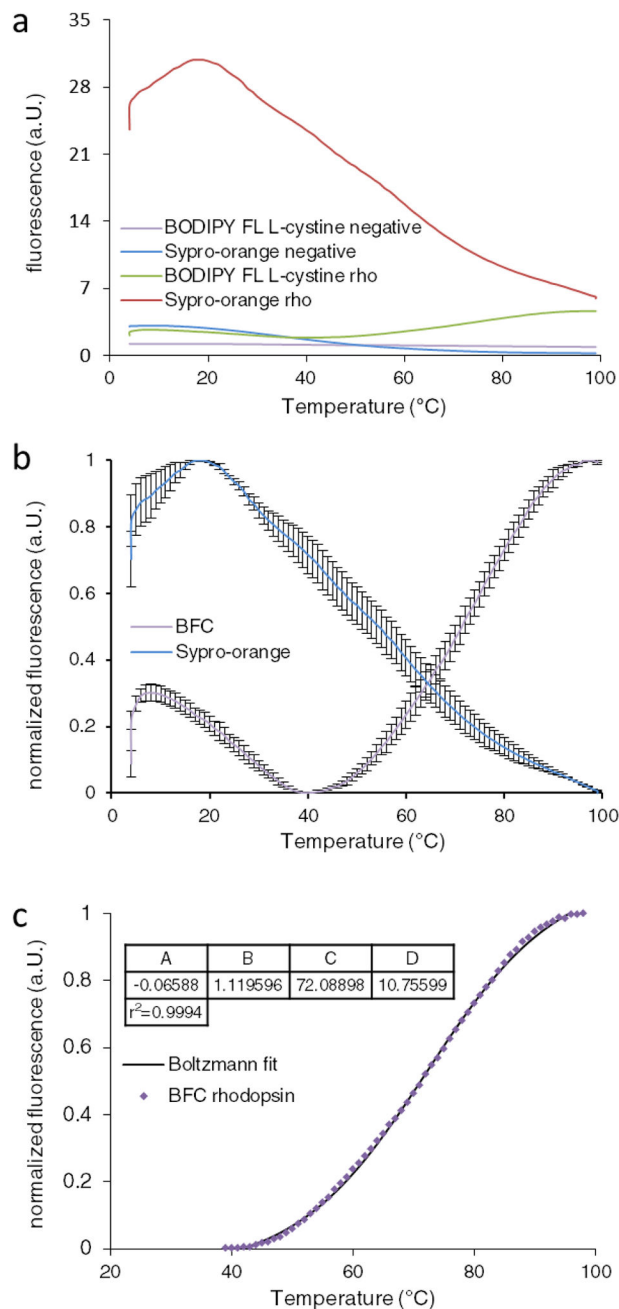 a
35
28
21
14
7
0
fluorescence (a.U.)
BODIPY FL L-cystine negative
Sypro-orange negative
BODIPY FL L-cystine rho
Sypro-orange rho
0 20 40 60 80 100
Temperature (°C)
b
1
0.8
0.6
0.4
0.2
0
normalized fluorescence (a.U.)
BFC
Sypro-orange
0 20 40 60 80 100
Temperature (°C)
c
1
0.8
0.6
0.4
0.2
0
normalized fluorescence (a.U.)
A B C D
-0.06588 1.119596 72.08898 10.75599
r²=0.9994
Boltzmann fit
BFC rhodopsin
20 40 60 80 100
Temperature (°C)